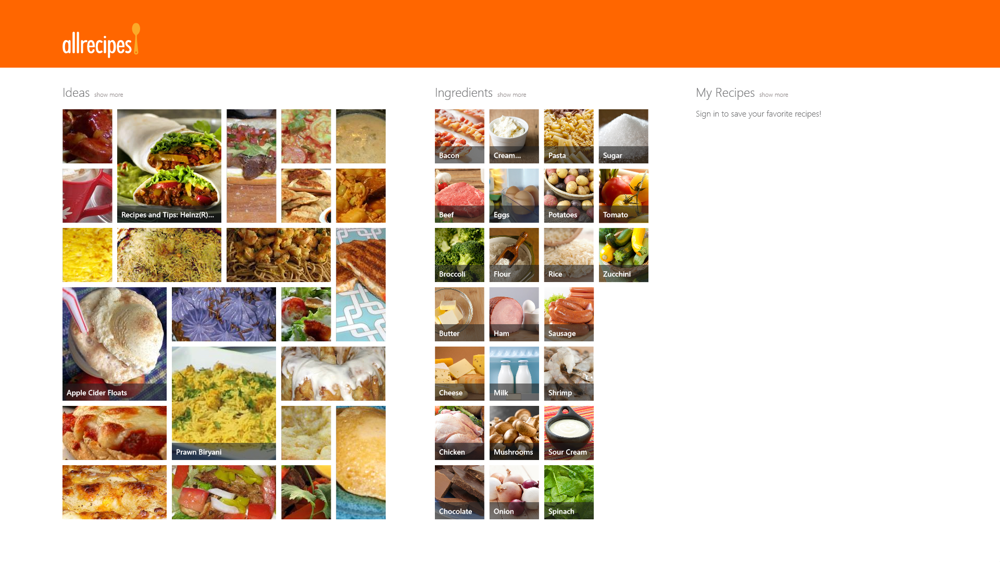 allrecipes
Ideas show more
Recipes and Tips: Heinz(R)...
Apple Cider Floats
Prawn Biryani
Ingredients show more
Bacon
Cream...
Pasta
Sugar
Beef
Eggs
Potatoes
Tomato
Broccoli
Flour
Rice
Zucchini
Butter
Ham
Sausage
Cheese
Milk
Shrimp
Chicken
Mushrooms
Sour Cream
Chocolate
Onion
Spinach
My Recipes show more
Sign in to save your favorite recipes!